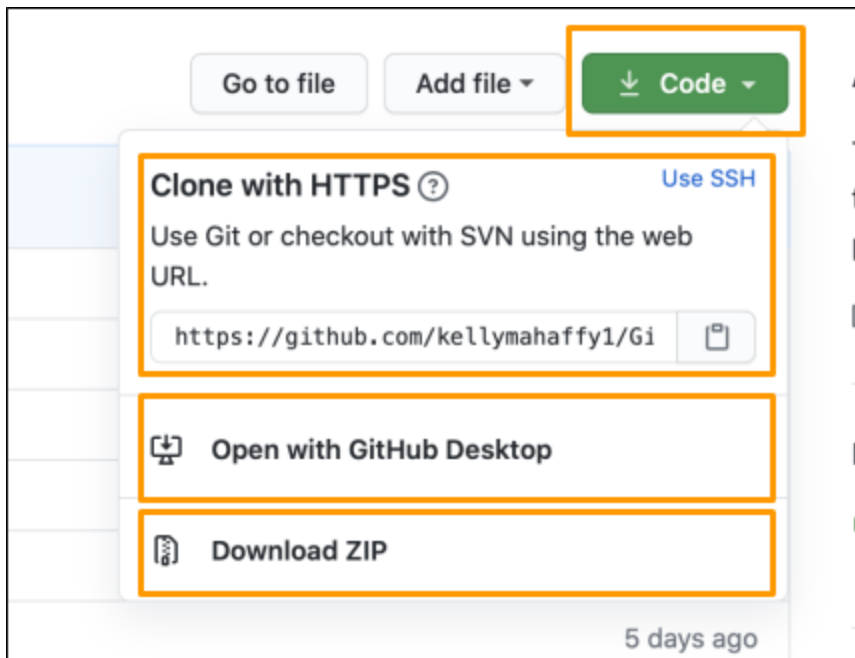 Go to file
Add file
Code
Clone with HTTPS
Use SSH
Use Git or checkout with SVN using the web
URL.
https://github.com/kellymahaffy1/Gi
Open with GitHub Desktop
Download ZIP
5 days ago